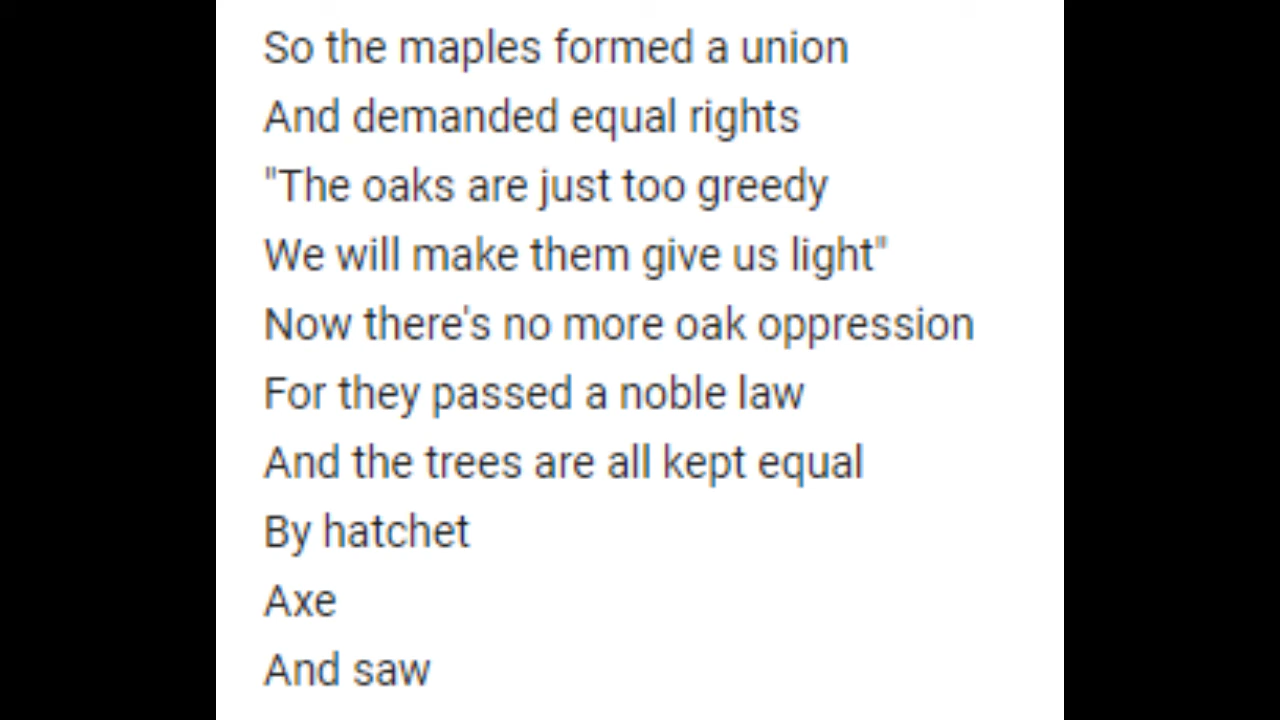 So the maples formed a union
And demanded equal rights
"The oaks are just too greedy
We will make them give us light"
Now there's no more oak oppression
For they passed a noble law
And the trees are all kept equal
By hatchet
Axe
And saw